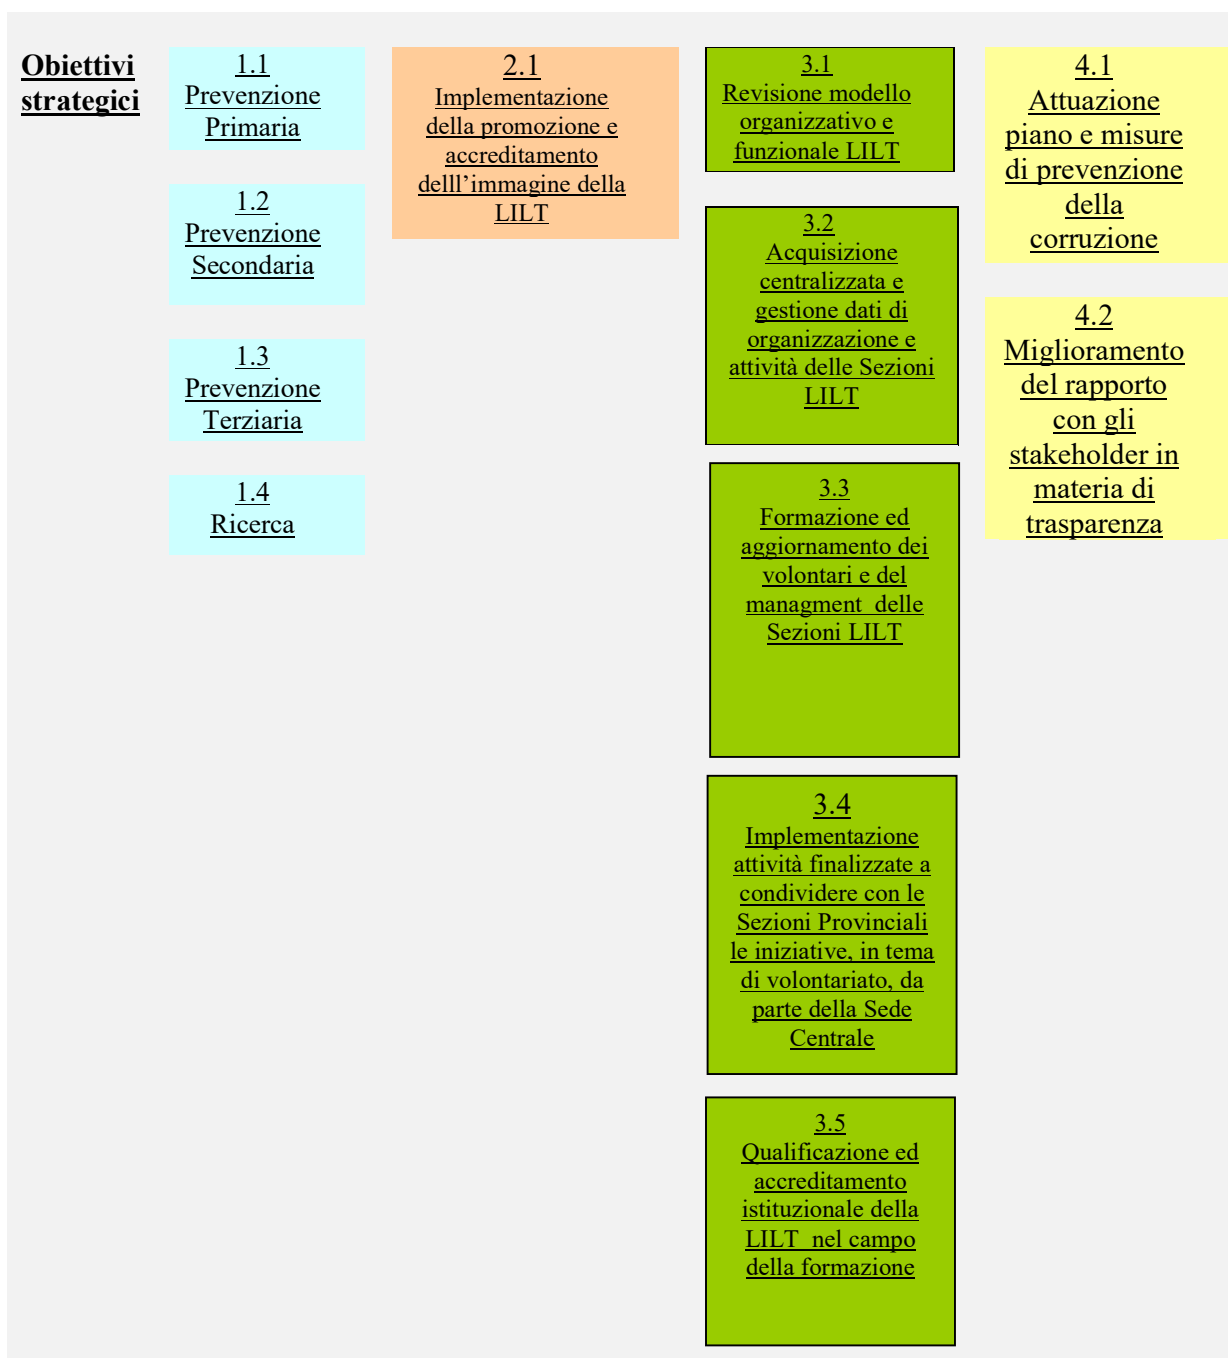 Obiettivi
strategici
1.1
Prevenzione
Primaria
1.2
Prevenzione
Secondaria
1.3
Prevenzione
Terziaria
1.4
Ricerca
2.1
Implementazione
della promozione e
accreditamento
delll’immagine della
LILT
3.1
Revisione modello
organizzativo e
funzionale LILT
3.2
Acquisizione
centralizzata e
gestione dati di
organizzazione e
attività delle Sezioni
LILT
3.3
Formazione ed
aggiornamento dei
volontari e del
managment delle
Sezioni LILT
3.4
Implementazione
attività finalizzate a
condividere con le
Sezioni Provinciali
le iniziative, in tema
di volontariato, da
parte della Sede
Centrale
3.5
Qualificazione ed
accreditamento
istituzionale della
LILT nel campo
della formazione
4.1
Attuazione
piano e misure
di prevenzione
della
corruzione
4.2
Miglioramento
del rapporto
con gli
stakeholder in
materia di
trasparenza